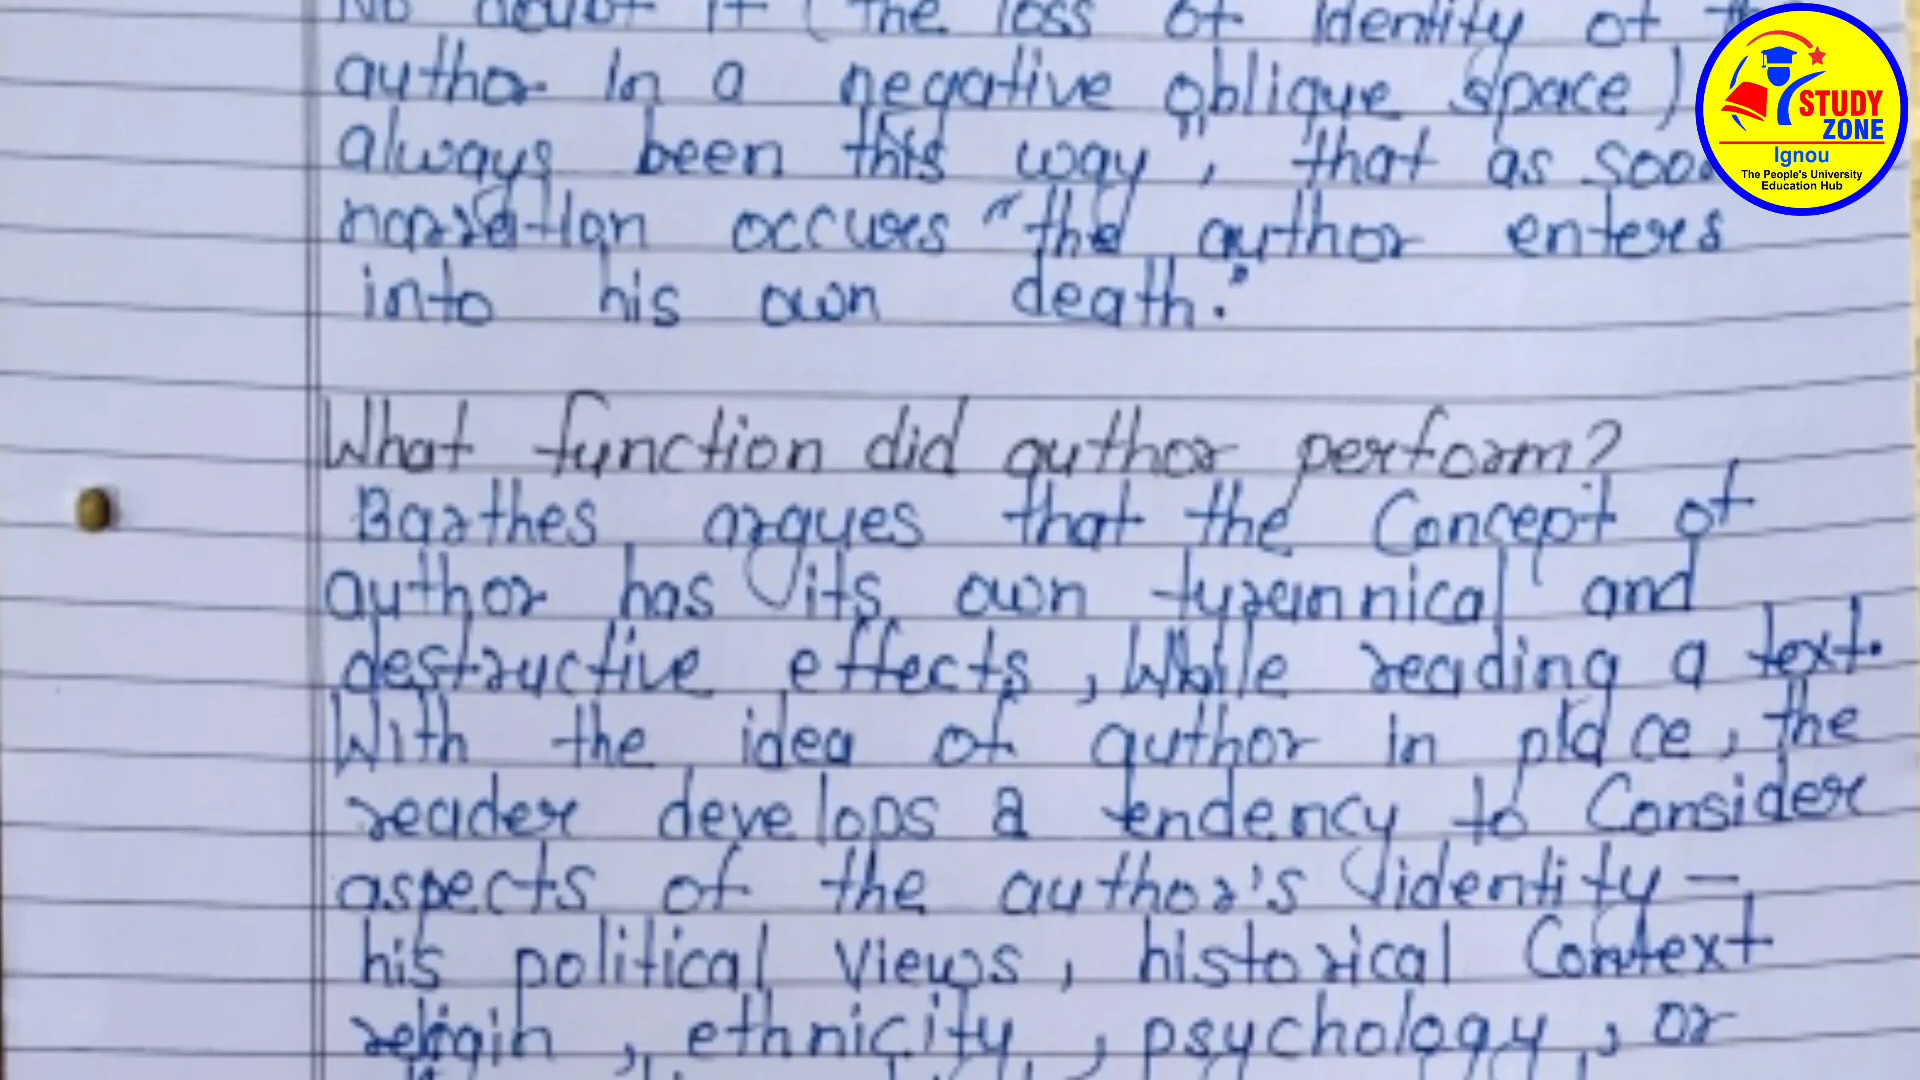 No doubt it (the loss of identity of the
author in a negative oblique space)
always been this way", that as soon
narration occures "the author enters
into his own death."
What function did author perform?
Barthes argues that the Concept of
author has its own tyrannical and
destructive effects, While reading a text.
With the idea of author in place, the
reader develops a tendency to Consider
aspects of the author's identity –
his political views, historical Context
religin, ethnicity, psychology, or
STUDY
ZONE
Ignou
The People's University
Education Hub